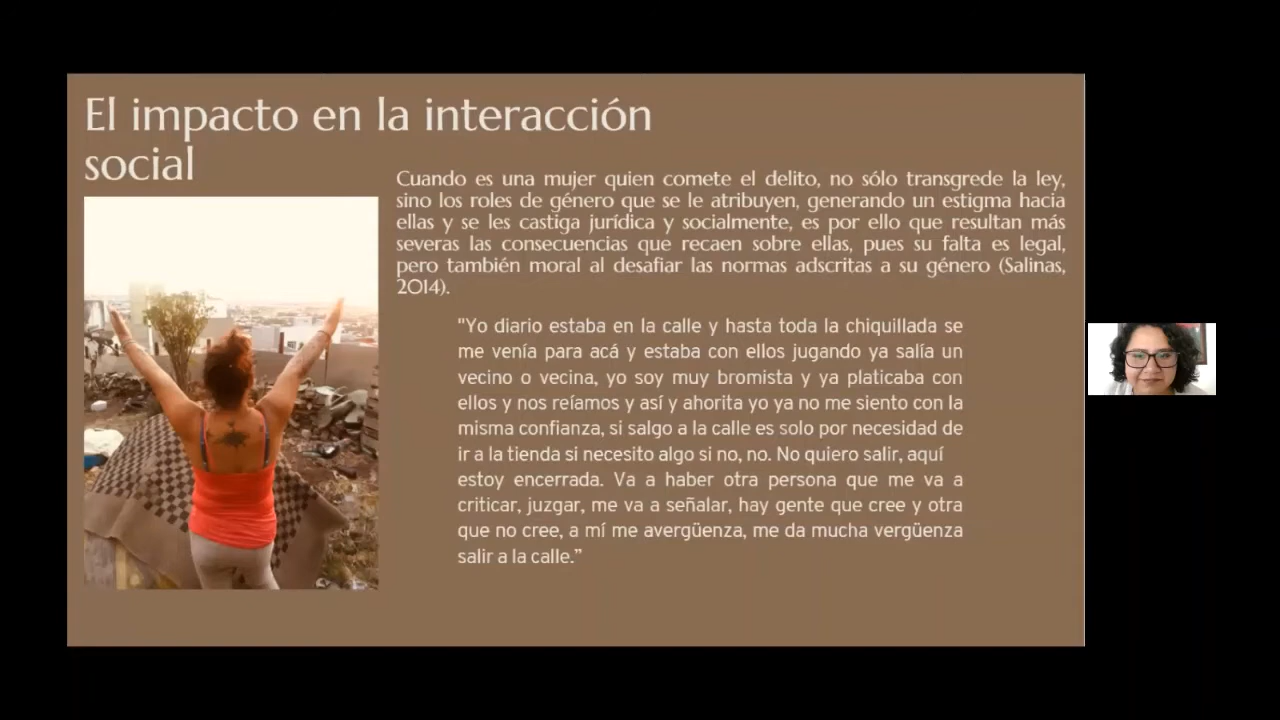 El impacto en la interacción
social
Cuando es una mujer quien comete el delito, no sólo transgrede la ley,
sino los roles de género que se le atribuyen, generando un estigma hacia
ellas y se les castiga jurídica y socialmente, es por ello que resultan más
severas las consecuencias que recaen sobre ellas, pues su falta es legal,
pero también moral al desafiar las normas adscritas a su género (Salinas,
2014).
"Yo diario estaba en la calle y hasta toda la chiquillada se
me venía para acá y estaba con ellos jugando ya salía un
vecino o vecina, yo soy muy bromista y ya platicaba con
ellos y nos reíamos y así y ahorita yo ya no me siento con la
misma confianza, si salgo a la calle es solo por necesidad de
ir a la tienda si necesito algo si no, no. No quiero salir, aquí
estoy encerrada. Va a haber otra persona que me va a
criticar, juzgar, me va a señalar, hay gente que cree y otra
que no cree, a mí me avergüenza, me da mucha vergüenza
salir a la calle.”